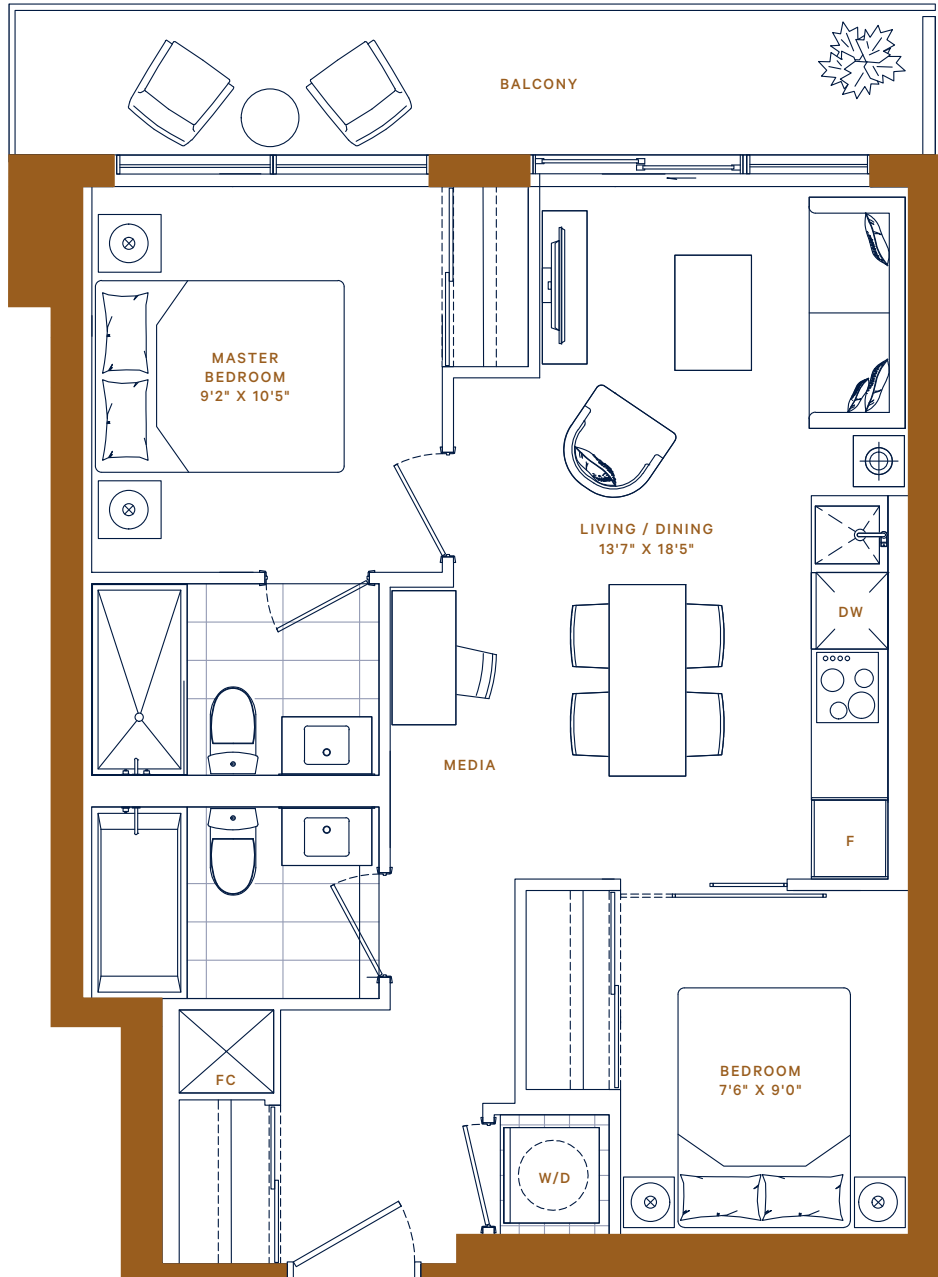 BALCONY
MASTER
BEDROOM
9'2" X 10'5"
LIVING / DINING
13'7" X 18'5"
DW
MEDIA
F
BEDROOM
7'6" X 9'0"
FC
W/D